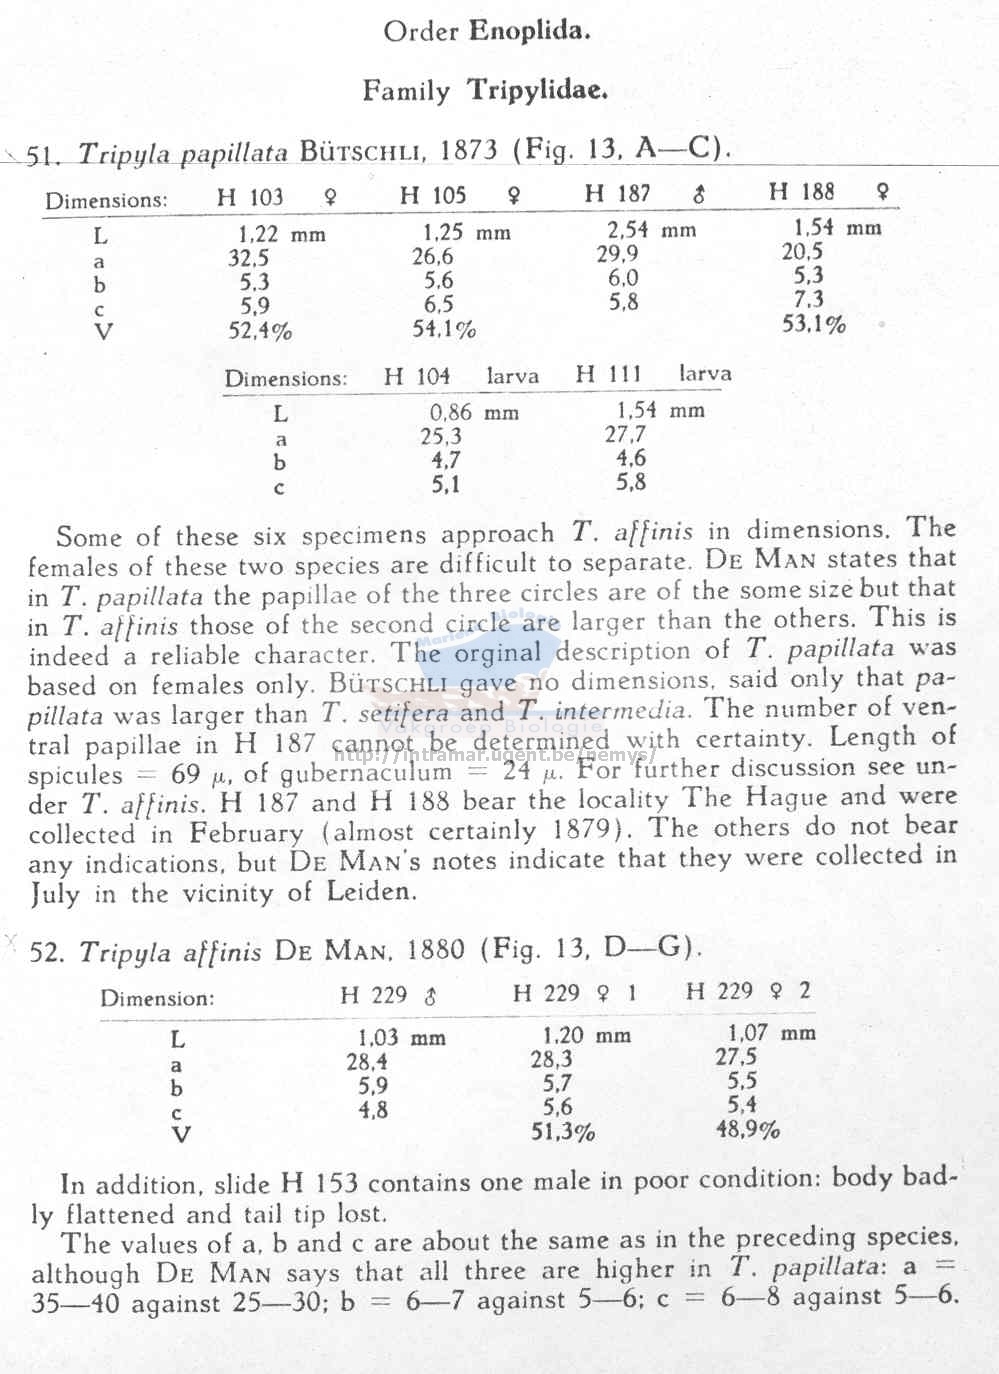 Order Enoplida.
Family Tripylidae.
51. Tripyla papillata BÜTSCHLI, 1873 (Fig. 13, A—C).
Dimensions: H 103 ♀ H 105 ♀ H 187 ♂ H 188 ♀
L 1,22 mm 1,25 mm 2,54 mm 1,54 mm
a 32,5 26,6 29,9 20,5
b 5,3 5,6 6,0 5,3
c 5,9 6,5 5,8 7,3
V 52,4% 54,1% 53,1%
Dimensions: H 104 larva H 111 larva
L 0,86 mm 1,54 mm
a 25,3 27,7
b 4,7 4,6
c 5,1 5,8
Some of these six specimens approach T. affinis in dimensions. The
females of these two species are difficult to separate. DE MAN states that
in T. papillata the papillae of the three circles are of the some size but that
in T. affinis those of the second circle are larger than the others. This is
indeed a reliable character. The orginal description of T. papillata was
based on females only. BÜTSCHLI gave no dimensions, said only that pa-
pillata was larger than T. setifera and T. intermedia. The number of ven-
Vakgroep Biologie
tral papillae in H 187 cannot be determined with certainty. Length of
http://intramar.ugent.be/nemys/
spicules = 69 μ, of gubernaculum = 24 μ. For further discussion see un-
der T. affinis. H 187 and H 188 bear the locality The Hague and were
collected in February (almost certainly 1879). The others do not bear
any indications, but DE MAN's notes indicate that they were collected in
July in the vicinity of Leiden.
52. Tripyla affinis DE MAN, 1880 (Fig. 13, D—G).
Dimension: H 229 ♂ H 229 ♀ 1 H 229 ♀ 2
L 1,03 mm 1,20 mm 1,07 mm
a 28,4 28,3 27,5
b 5,9 5,7 5,5
c 4,8 5,6 5,4
V 51,3% 48,9%
In addition, slide H 153 contains one male in poor condition: body bad-
ly flattened and tail tip lost.
The values of a, b and c are about the same as in the preceding species,
although DE MAN says that all three are higher in T. papillata: a =
35—40 against 25—30; b = 6—7 against 5—6; c = 6—8 against 5—6.